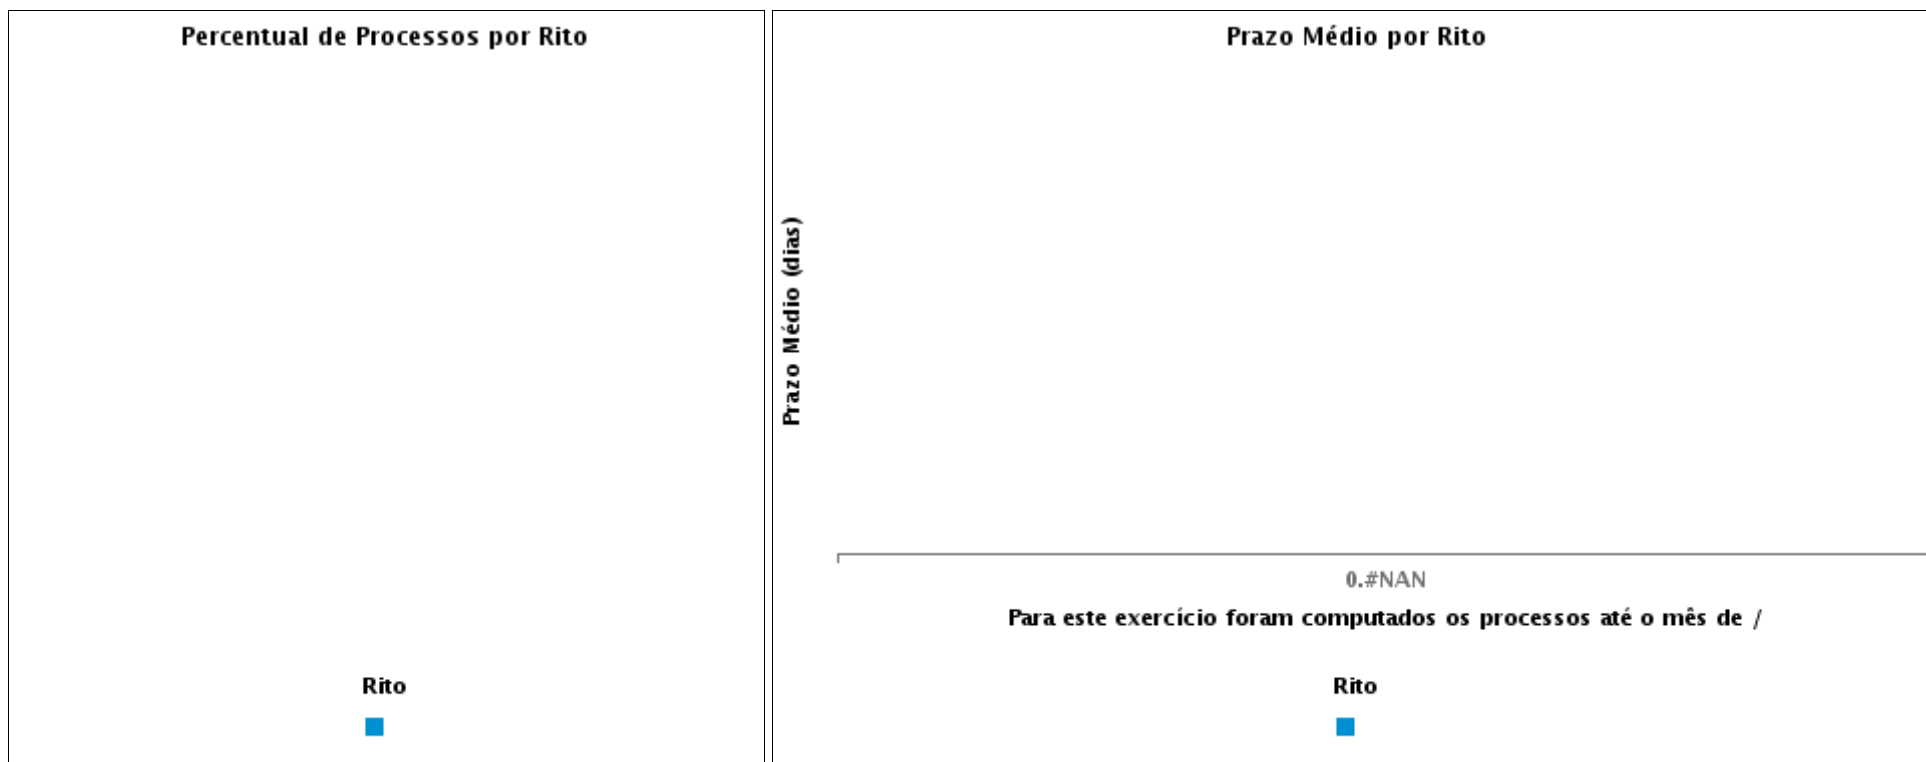 Percentual de Processos por Rito
Rito
Prazo Médio por Rito
Prazo Médio (dias)
0.#NAN
Para este exercício foram computados os processos até o mês de /
Rito